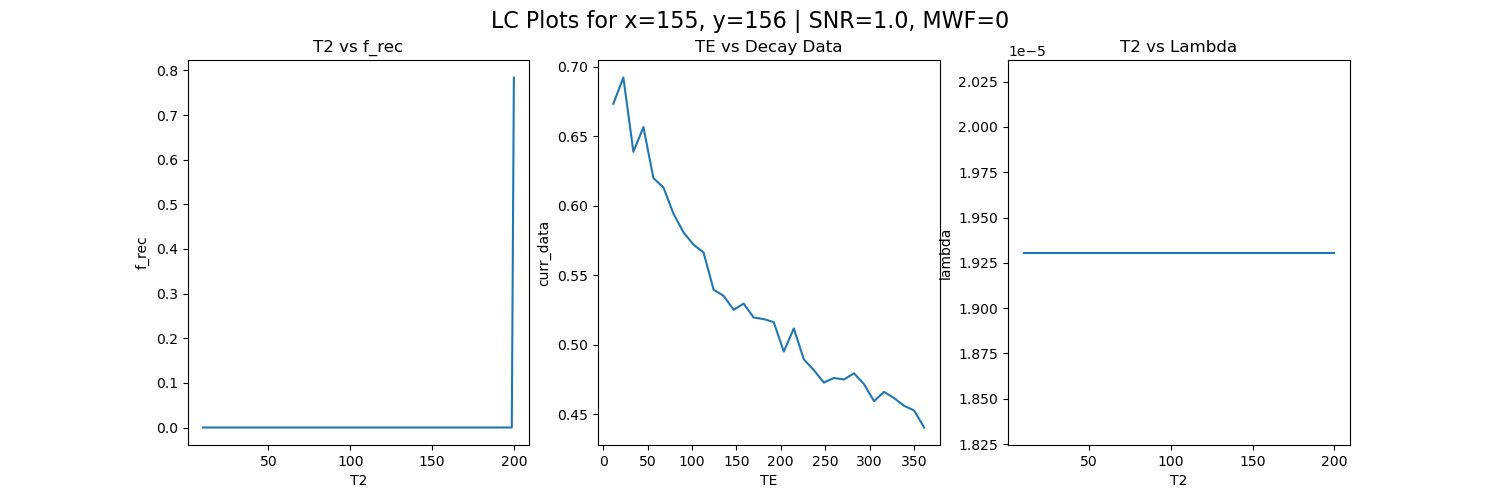 LC Plots for x=155, y=156 | SNR=1.0, MWF=0
T2 vs f_rec
0.8
0.7
0.6
0.5
0.4
0.3
0.2
0.1
0.0
f_rec
50 100 150 200
T2
TE vs Decay Data
0.70
0.65
0.60
0.55
0.50
0.45
curr_data
0 50 100 150 200 250 300 350
TE
T2 vs Lambda
1e−5
2.025
2.000
1.975
1.950
1.925
1.900
1.875
1.850
1.825
lambda
50 100 150 200
T2